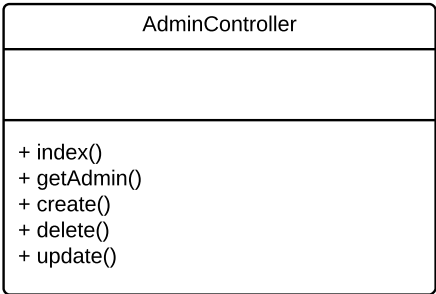 AdminController
+ index()
+ getAdmin()
+ create()
+ delete()
+ update()